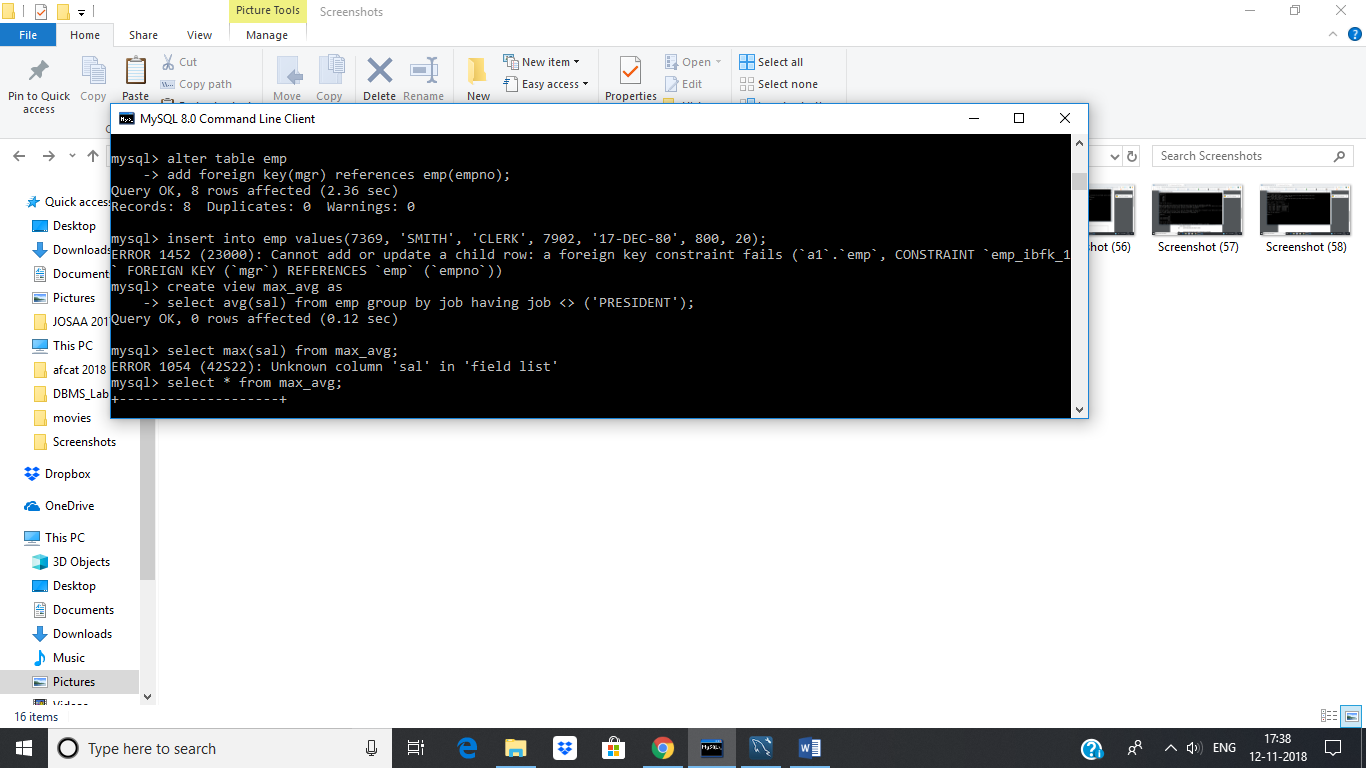 Picture Tools
Screenshots
File
Home
Share
View
Manage
Pin to Quick access
Copy
Paste
Cut
Copy path
Move
Copy
Delete
Rename
New
New item
Easy access
Properties
Open
Edit
Select all
Select none
MySQL 8.0 Command Line Client
mysql> alter table emp
    -> add foreign key(mgr) references emp(empno);
Query OK, 8 rows affected (2.36 sec)
Records: 8  Duplicates: 0  Warnings: 0
mysql> insert into emp values(7369, 'SMITH', 'CLERK', 7902, '17-DEC-80', 800, 20);
ERROR 1452 (23000): Cannot add or update a child row: a foreign key constraint fails (`a1`.`emp`, CONSTRAINT `emp_ibfk_1
` FOREIGN KEY (`mgr`) REFERENCES `emp` (`empno`))
mysql> create view max_avg as
    -> select avg(sal) from emp group by job having job <> ('PRESIDENT');
Query OK, 0 rows affected (0.12 sec)
mysql> select max(sal) from max_avg;
ERROR 1054 (42S22): Unknown column 'sal' in 'field list'
mysql> select * from max_avg;
+--------------------+
Search Screenshots
hot (56)
Screenshot (57)
Screenshot (58)
Quick access
Desktop
Downloads
Document
Pictures
JOSAA 201
This PC
afcat 2018
DBMS_Lab
movies
Screenshots
Dropbox
OneDrive
This PC
3D Objects
Desktop
Documents
Downloads
Music
Pictures
Videos
16 items
Type here to search
ENG
17:38
12-11-2018